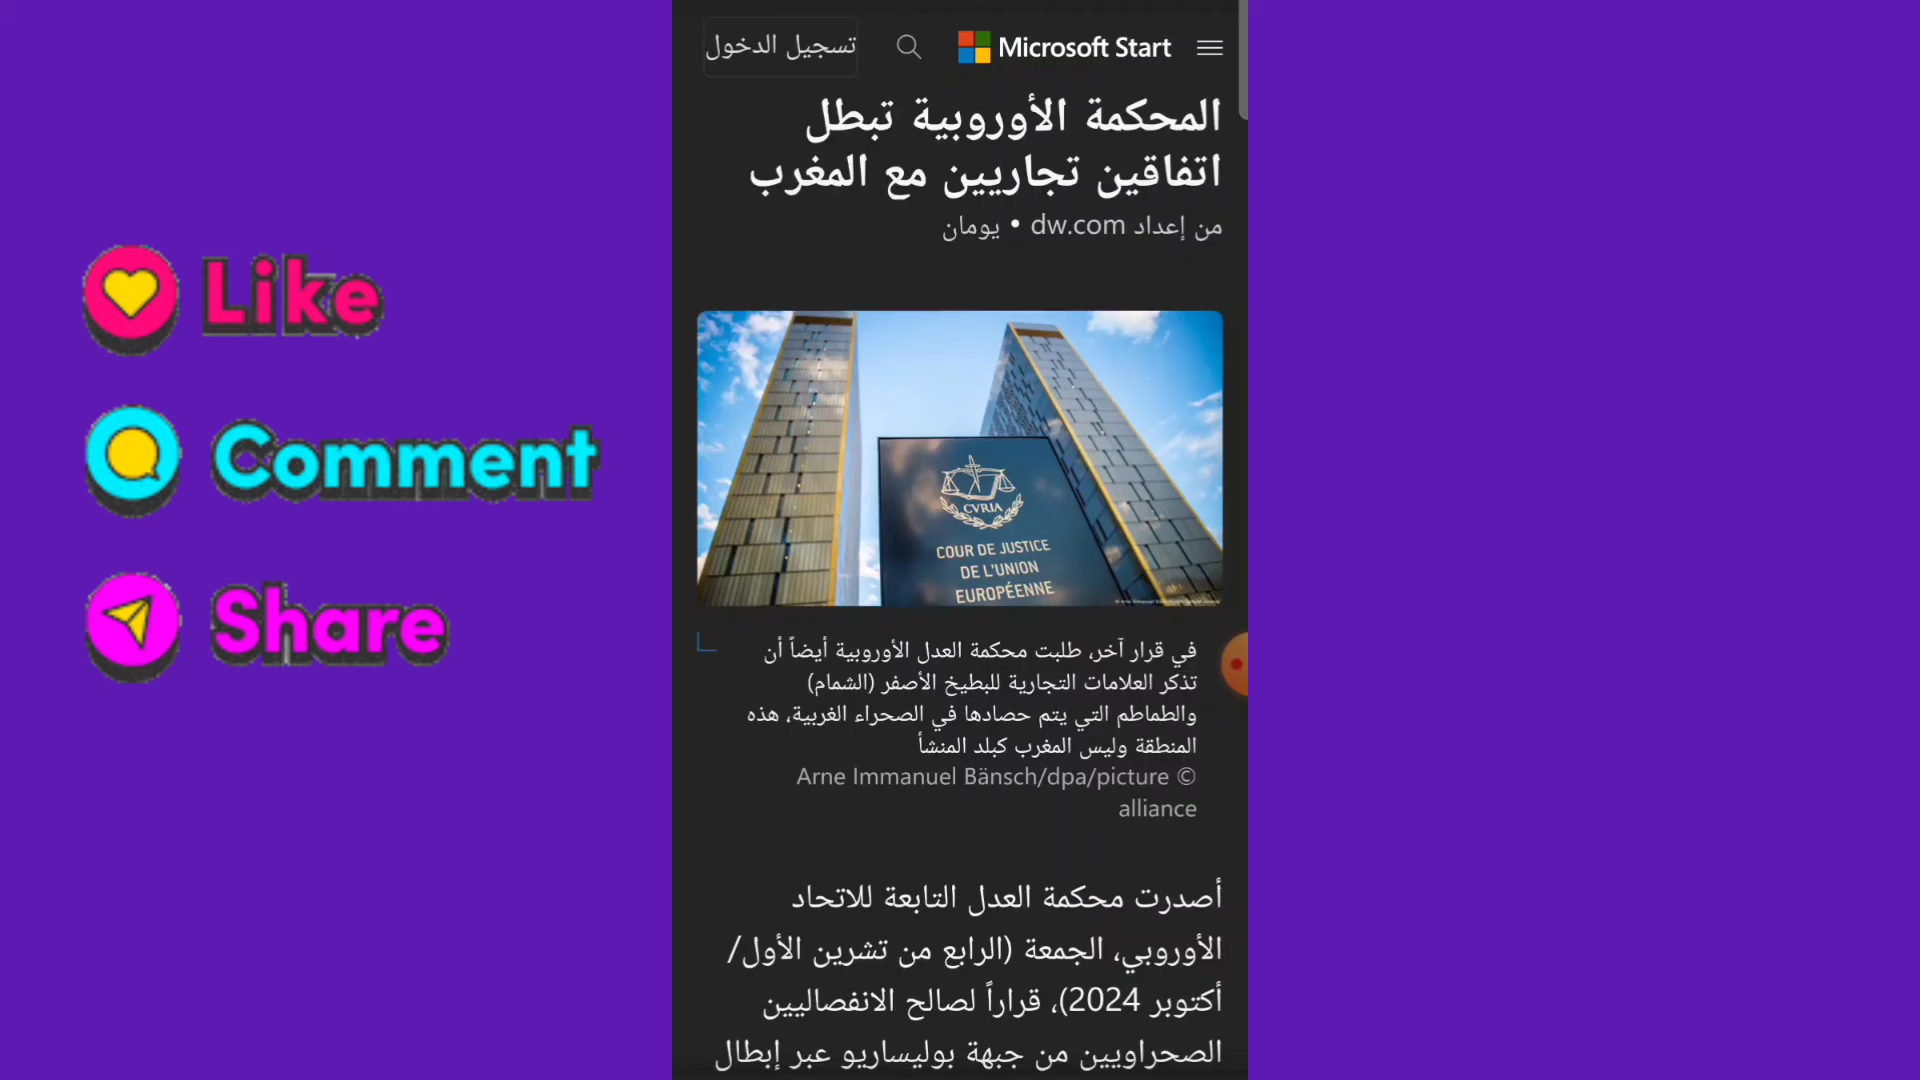 Like
Comment
Share
تسجيل الدخول
Microsoft Start
المحكمة الأوروبية تبطل
اتفاقين تجاريين مع المغرب
من إعداد dw.com • يومان
CVRIA
COUR DE JUSTICE
DE L'UNION
EUROPÉENNE
في قرار آخر، طلبت محكمة العدل الأوروبية أيضاً أن
تذكر العلامات التجارية للبطيخ الأصفر (الشمام)
والطماطم التي يتم حصادها في الصحراء الغربية، هذه
المنطقة وليس المغرب كبلد المنشأ
© Arne Immanuel Bänsch/dpa/picture
alliance
أصدرت محكمة العدل التابعة للاتحاد
الأوروبي، الجمعة (الرابع من تشرين الأول/
أكتوبر 2024)، قراراً لصالح الانفصاليين
الصحراويين من جبهة بوليساريو عبر إبطال